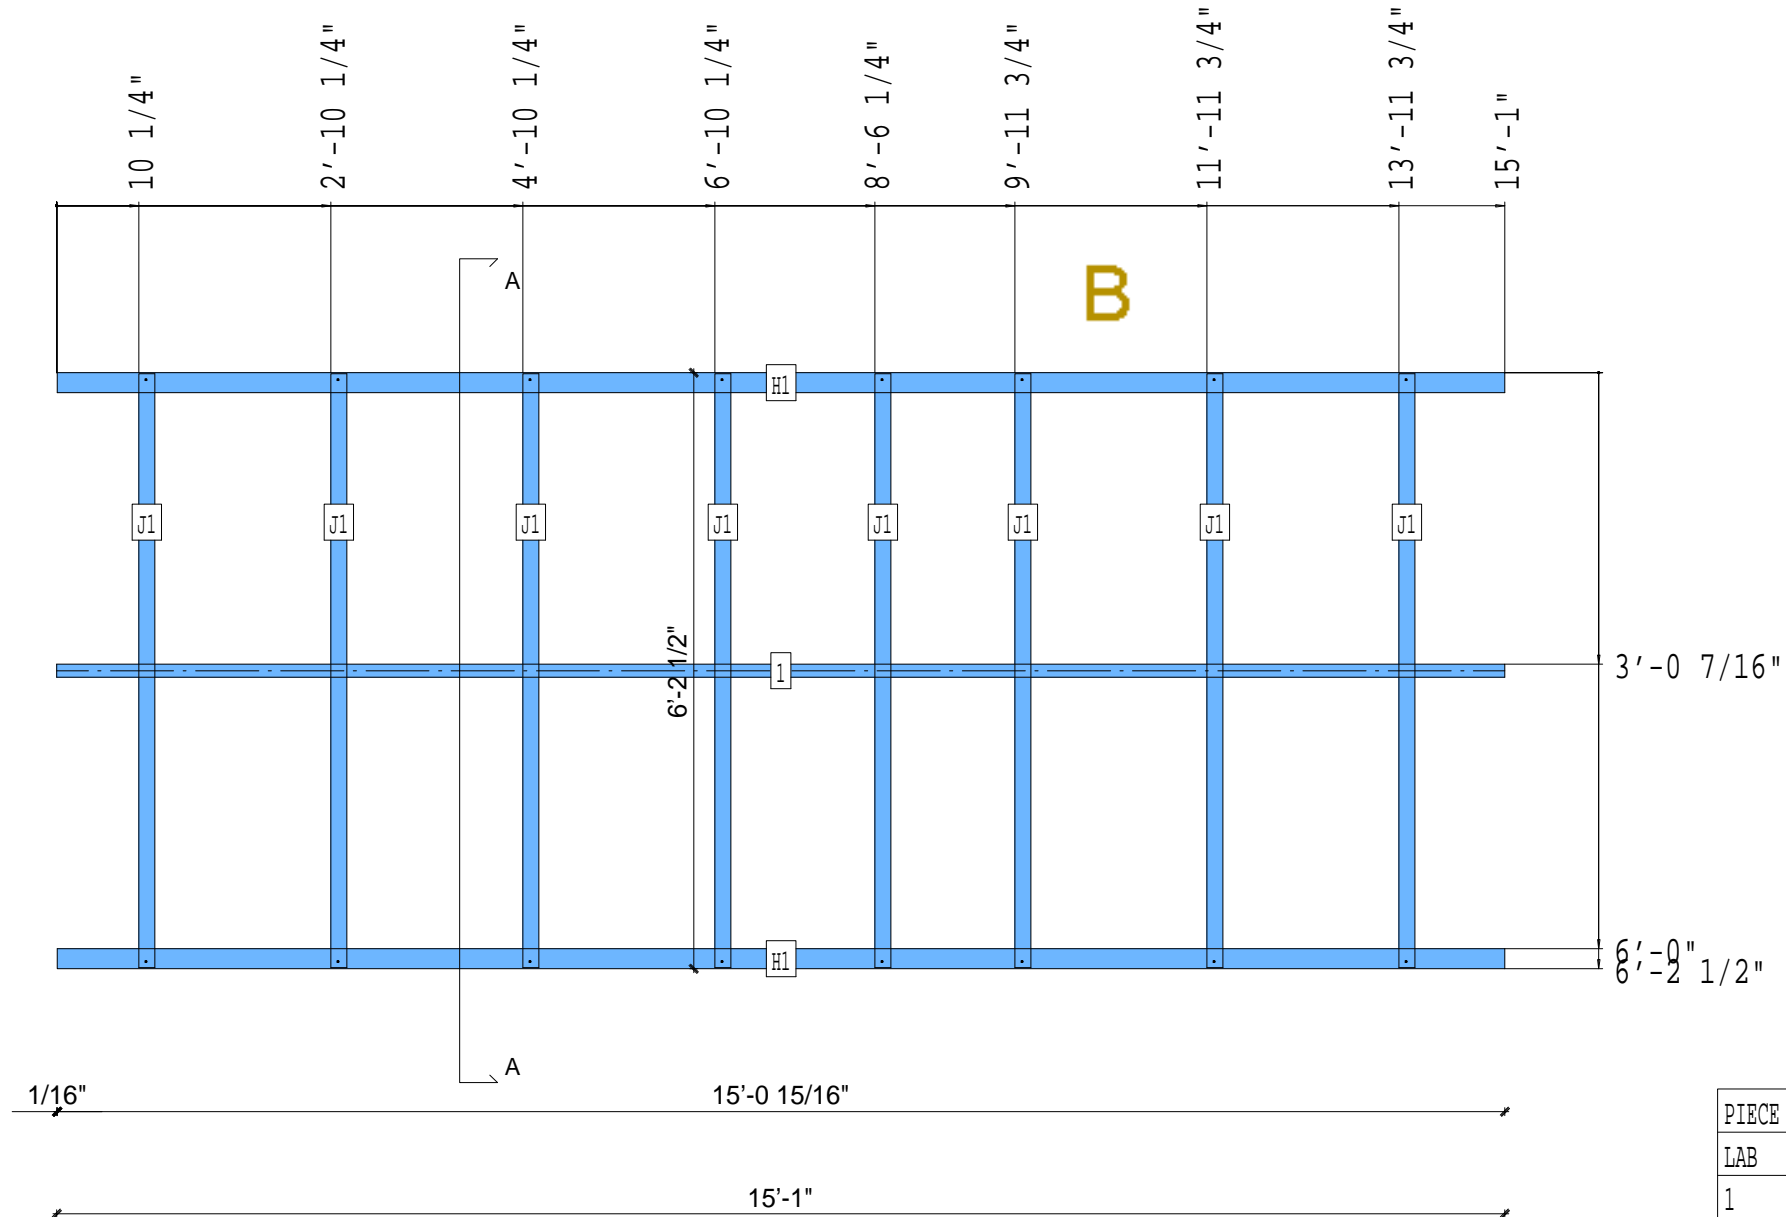 10 1/4"
2'-10 1/4"
4'-10 1/4"
6'-10 1/4"
8'-6 1/4"
9'-11 3/4"
11'-11 3/4"
13'-11 3/4"
15'-1"
A
B
H1
J1
J1
J1
J1
J1
J1
J1
J1
6'-2 1/2"
1
3'-0 7/16"
H1
6'-0"
6'-2 1/2"
A
1/16"
15'-0 15/16"
15'-1"
PIECE
LAB
1